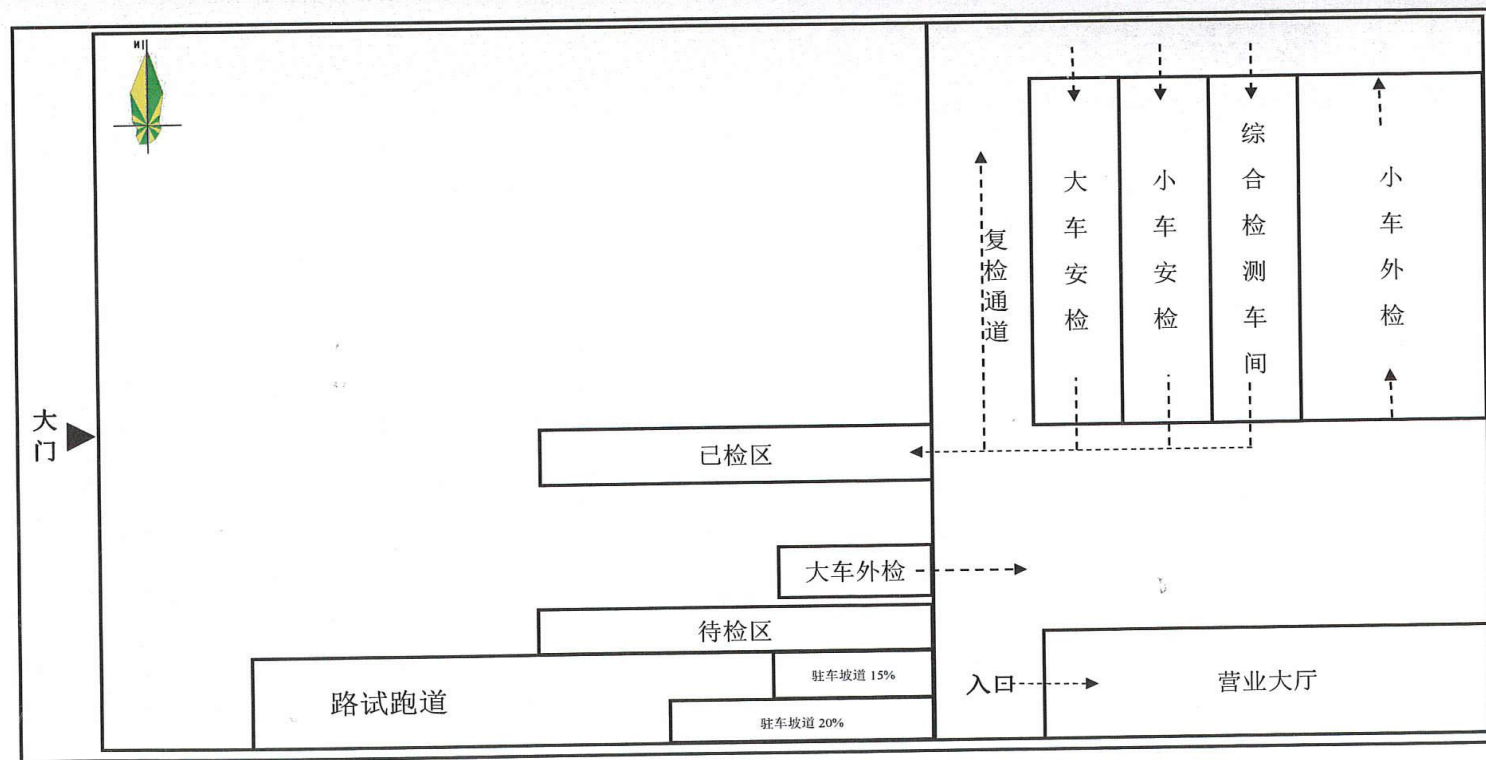 N
大车安检
小车安检
综合检测车间
小车外检
复检通道
大门
已检区
大车外检
待检区
驻车坡道 15%
路试跑道
驻车坡道 20%
入口
营业大厅